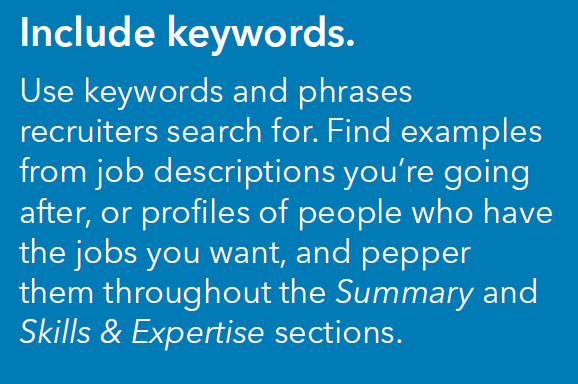 Include keywords.
Use keywords and phrases
recruiters search for. Find examples
from job descriptions you’re going
after, or profiles of people who have
the jobs you want, and pepper
them throughout the Summary and
Skills & Expertise sections.